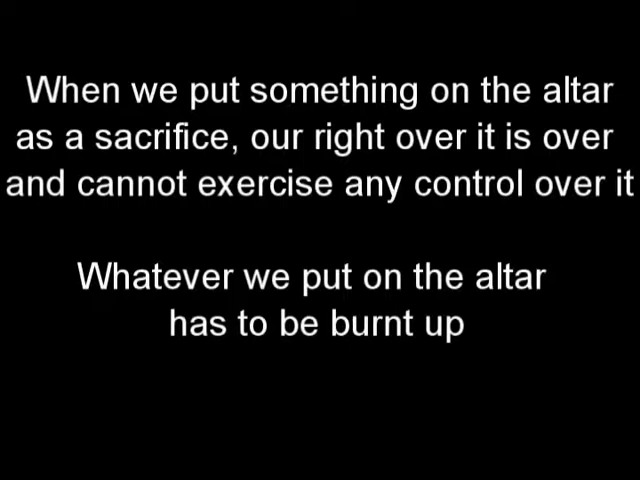 When we put something on the altar
as a sacrifice, our right over it is over
and cannot exercise any control over it
Whatever we put on the altar
has to be burnt up